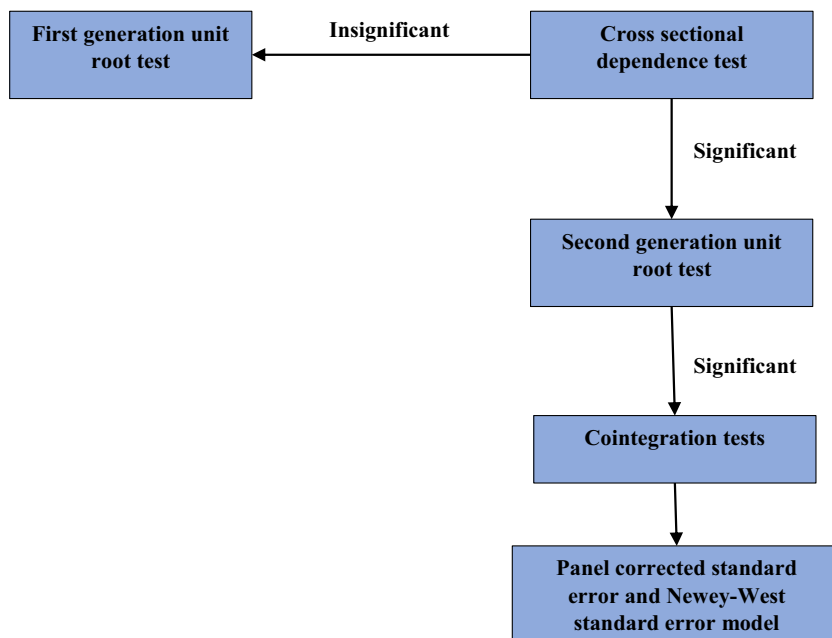 First generation unit
root test
Insignificant
Cross sectional
dependence test
Significant
Second generation unit
root test
Significant
Cointegration tests
Panel corrected standard
error and Newey-West
standard error model